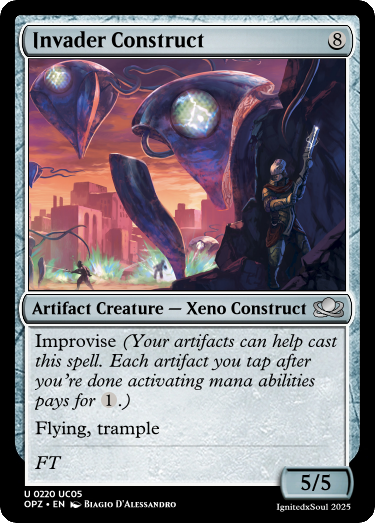 Invader Construct 8
Artifact Creature — Xeno Construct
Improvise (Your artifacts can help cast
this spell. Each artifact you tap after
you're done activating mana abilities
pays for 1.)
Flying, trample
FT
5/5
U 0220 UC05
OPZ • EN Biagio D'Alessandro
IgnitedxSoul 2025